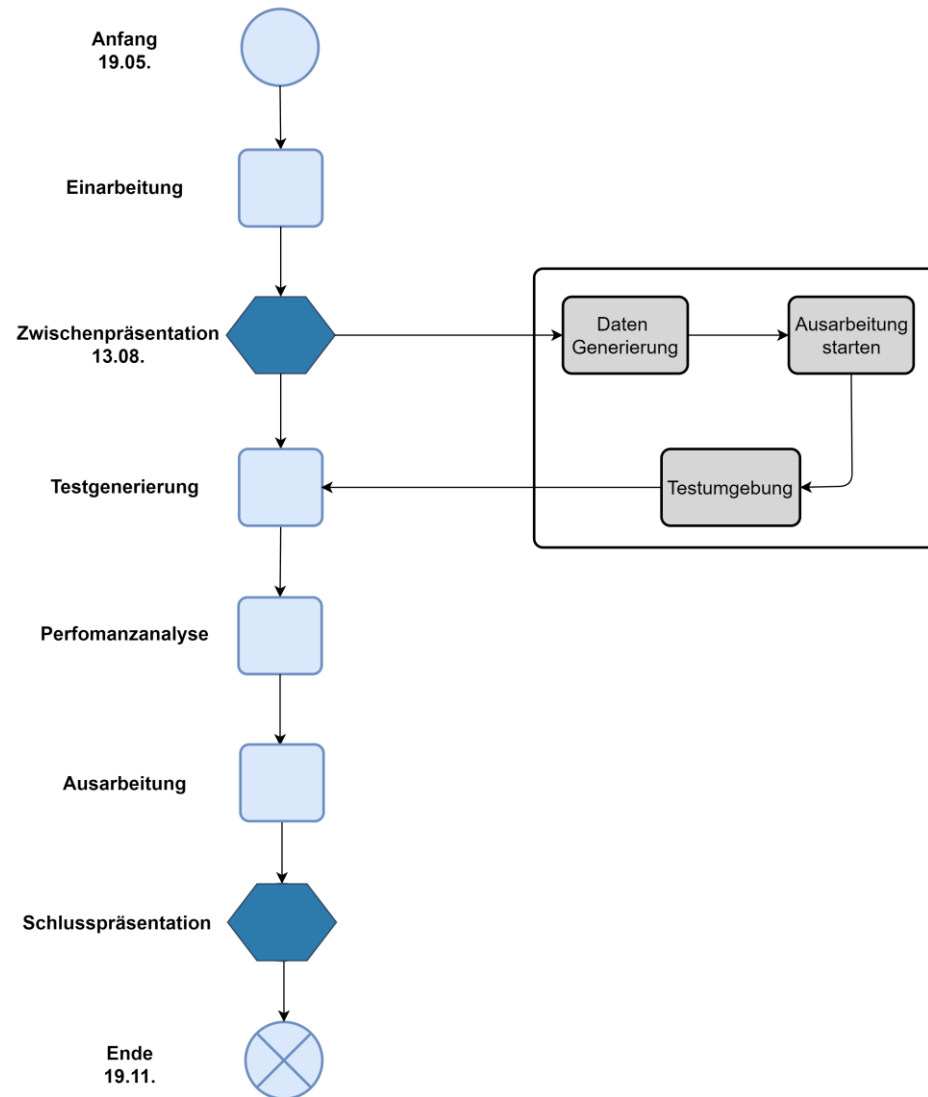 Anfang
19.05.
Einarbeitung
Zwischenpräsentation
13.08.
Daten
Generierung
Ausarbeitung
starten
Testgenerierung
Testumgebung
Perfomanzanalyse
Ausarbeitung
Schlusspräsentation
Ende
19.11.